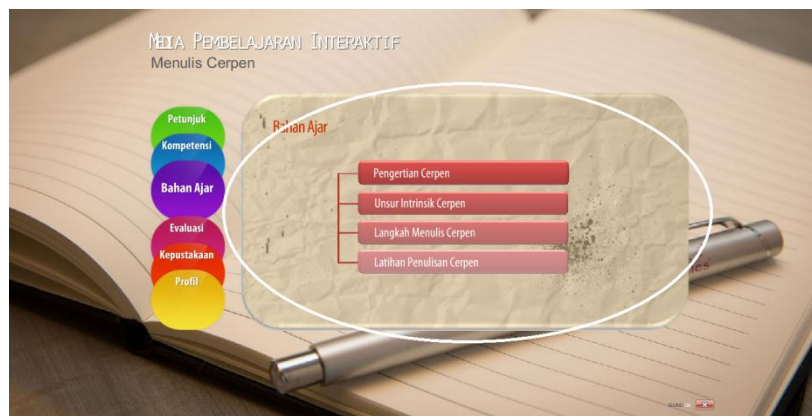 MEDIA PEMBELAJARAN INTERAKTIF
Menulis Cerpen
Petunjuk
Kompetensi
Bahan Ajar
Evaluasi
Kepustakaan
Profil
Bahan Ajar
Pengertian Cerpen
Unsur Intrinsik Cerpen
Langkah Menulis Cerpen
Latihan Penulisan Cerpen